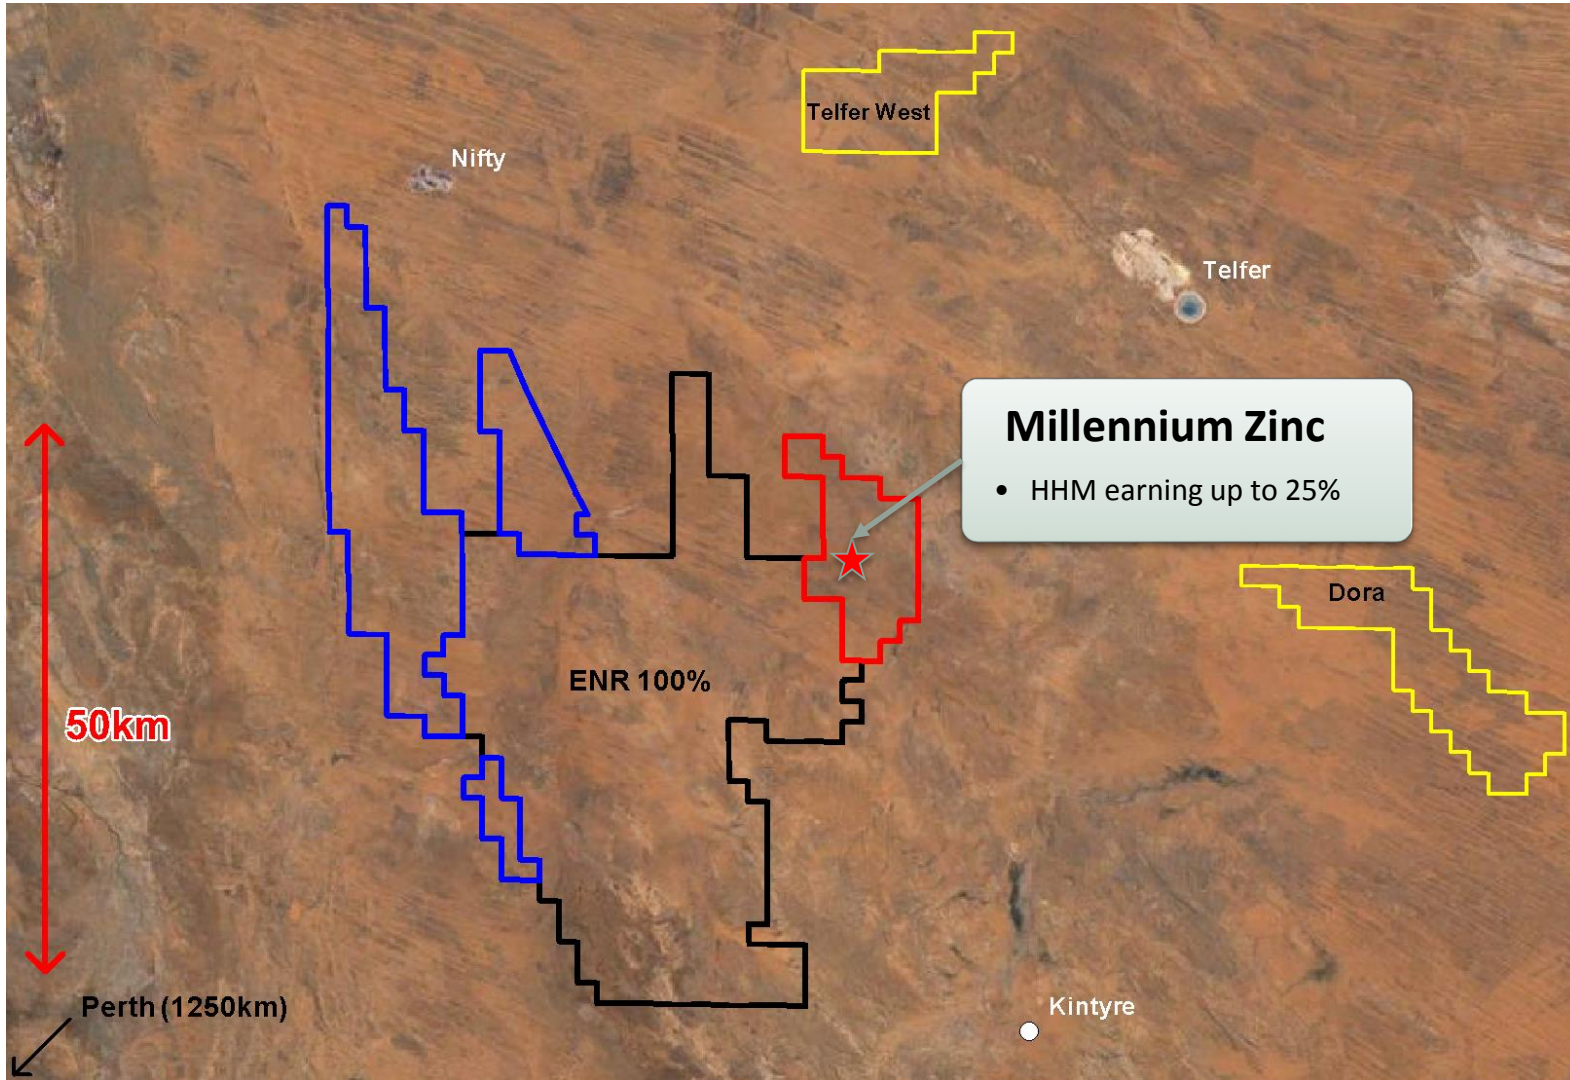 Telfer West
Nifty
Telfer
Millennium Zinc
• HHM earning up to 25%
Dora
ENR 100%
50km
Perth (1250km)
Kintyre